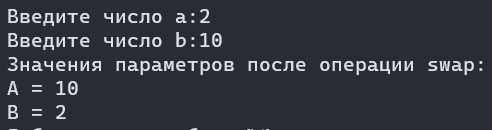 Введите число a:2
Введите число b:10
Значения параметров после операции swap:
A = 10
B = 2